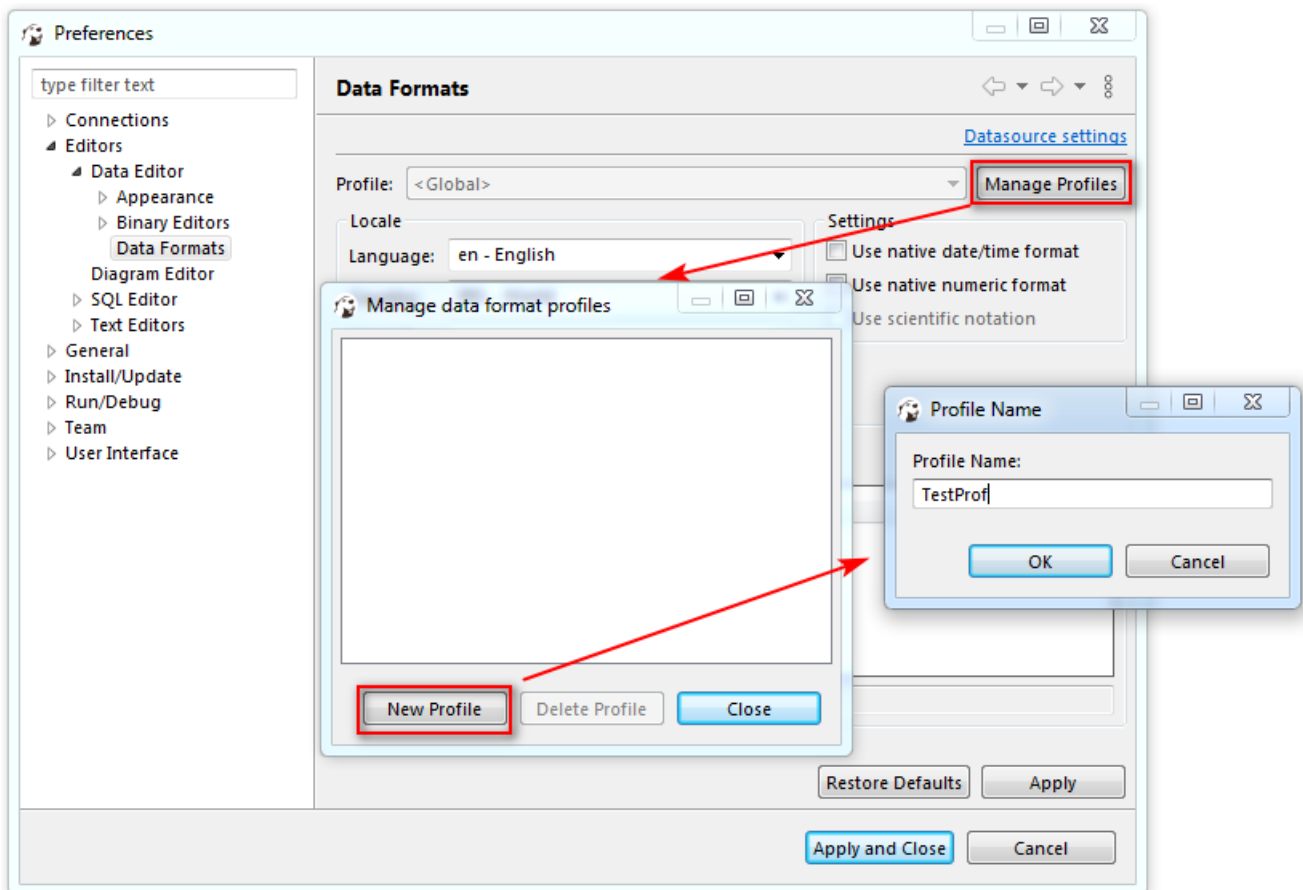 Preferences
type filter text
Connections
Editors
Data Editor
Appearance
Binary Editors
Data Formats
Diagram Editor
SQL Editor
Text Editors
General
Install/Update
Run/Debug
Team
User Interface
Data Formats
Datasource settings
Profile: <Global> Manage Profiles
Locale
Language: en - English
Settings
Use native date/time format
Use native numeric format
Use scientific notation
Manage data format profiles
New Profile Delete Profile Close
Profile Name
Profile Name:
TestProf
OK Cancel
Restore Defaults Apply
Apply and Close Cancel